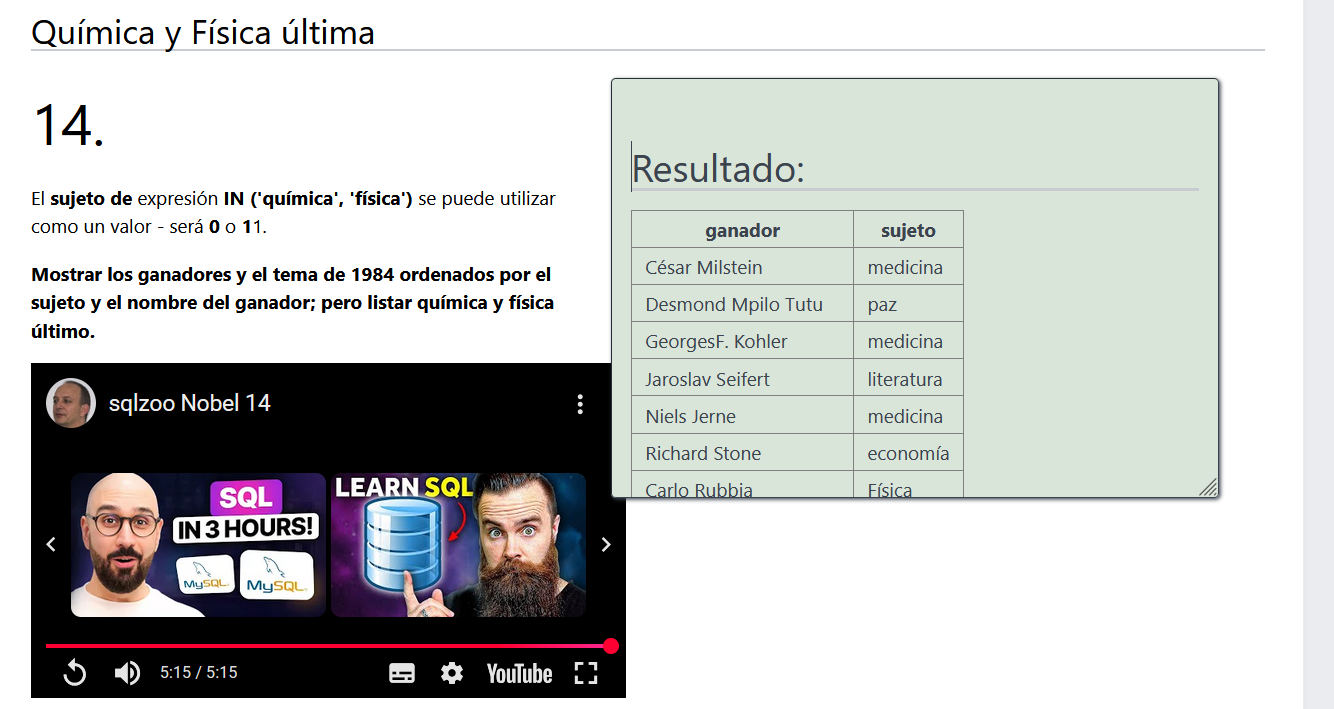 Química y Física última
14.
El sujeto de expresión IN ('química', 'física') se puede utilizar
como un valor - será 0 o 11.
Mostrar los ganadores y el tema de 1984 ordenados por el
sujeto y el nombre del ganador; pero listar química y física
último.
sqlzoo Nobel 14
SQL
IN 3 HOURS!
MySQL
MySQL
LEARN SQL
5:15 / 5:15
YouTube
Resultado:
ganador sujeto
César Milstein medicina
Desmond Mpilo Tutu paz
GeorgesF. Kohler medicina
Jaroslav Seifert literatura
Niels Jerne medicina
Richard Stone economía
Carlo Rubbia Física